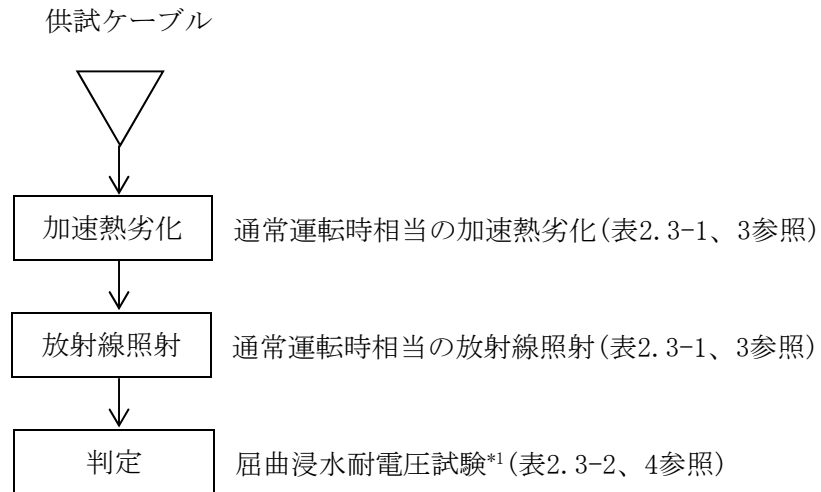 供試ケーブル
加速熱劣化 通常運転時相当の加速熱劣化(表2.3-1、3参照)
放射線照射 通常運転時相当の放射線照射(表2.3-1、3参照)
判定 屈曲浸水耐電圧試験*1(表2.3-2、4参照)